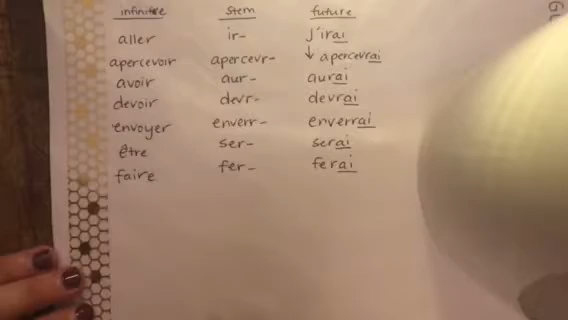 infinitive stem future
aller ir- j'irai
apercevoir apercevr- ↓ apercevrai
avoir aur- aurai
devoir devr- devrai
envoyer enverr- enverrai
être ser- serai
faire fer- ferai